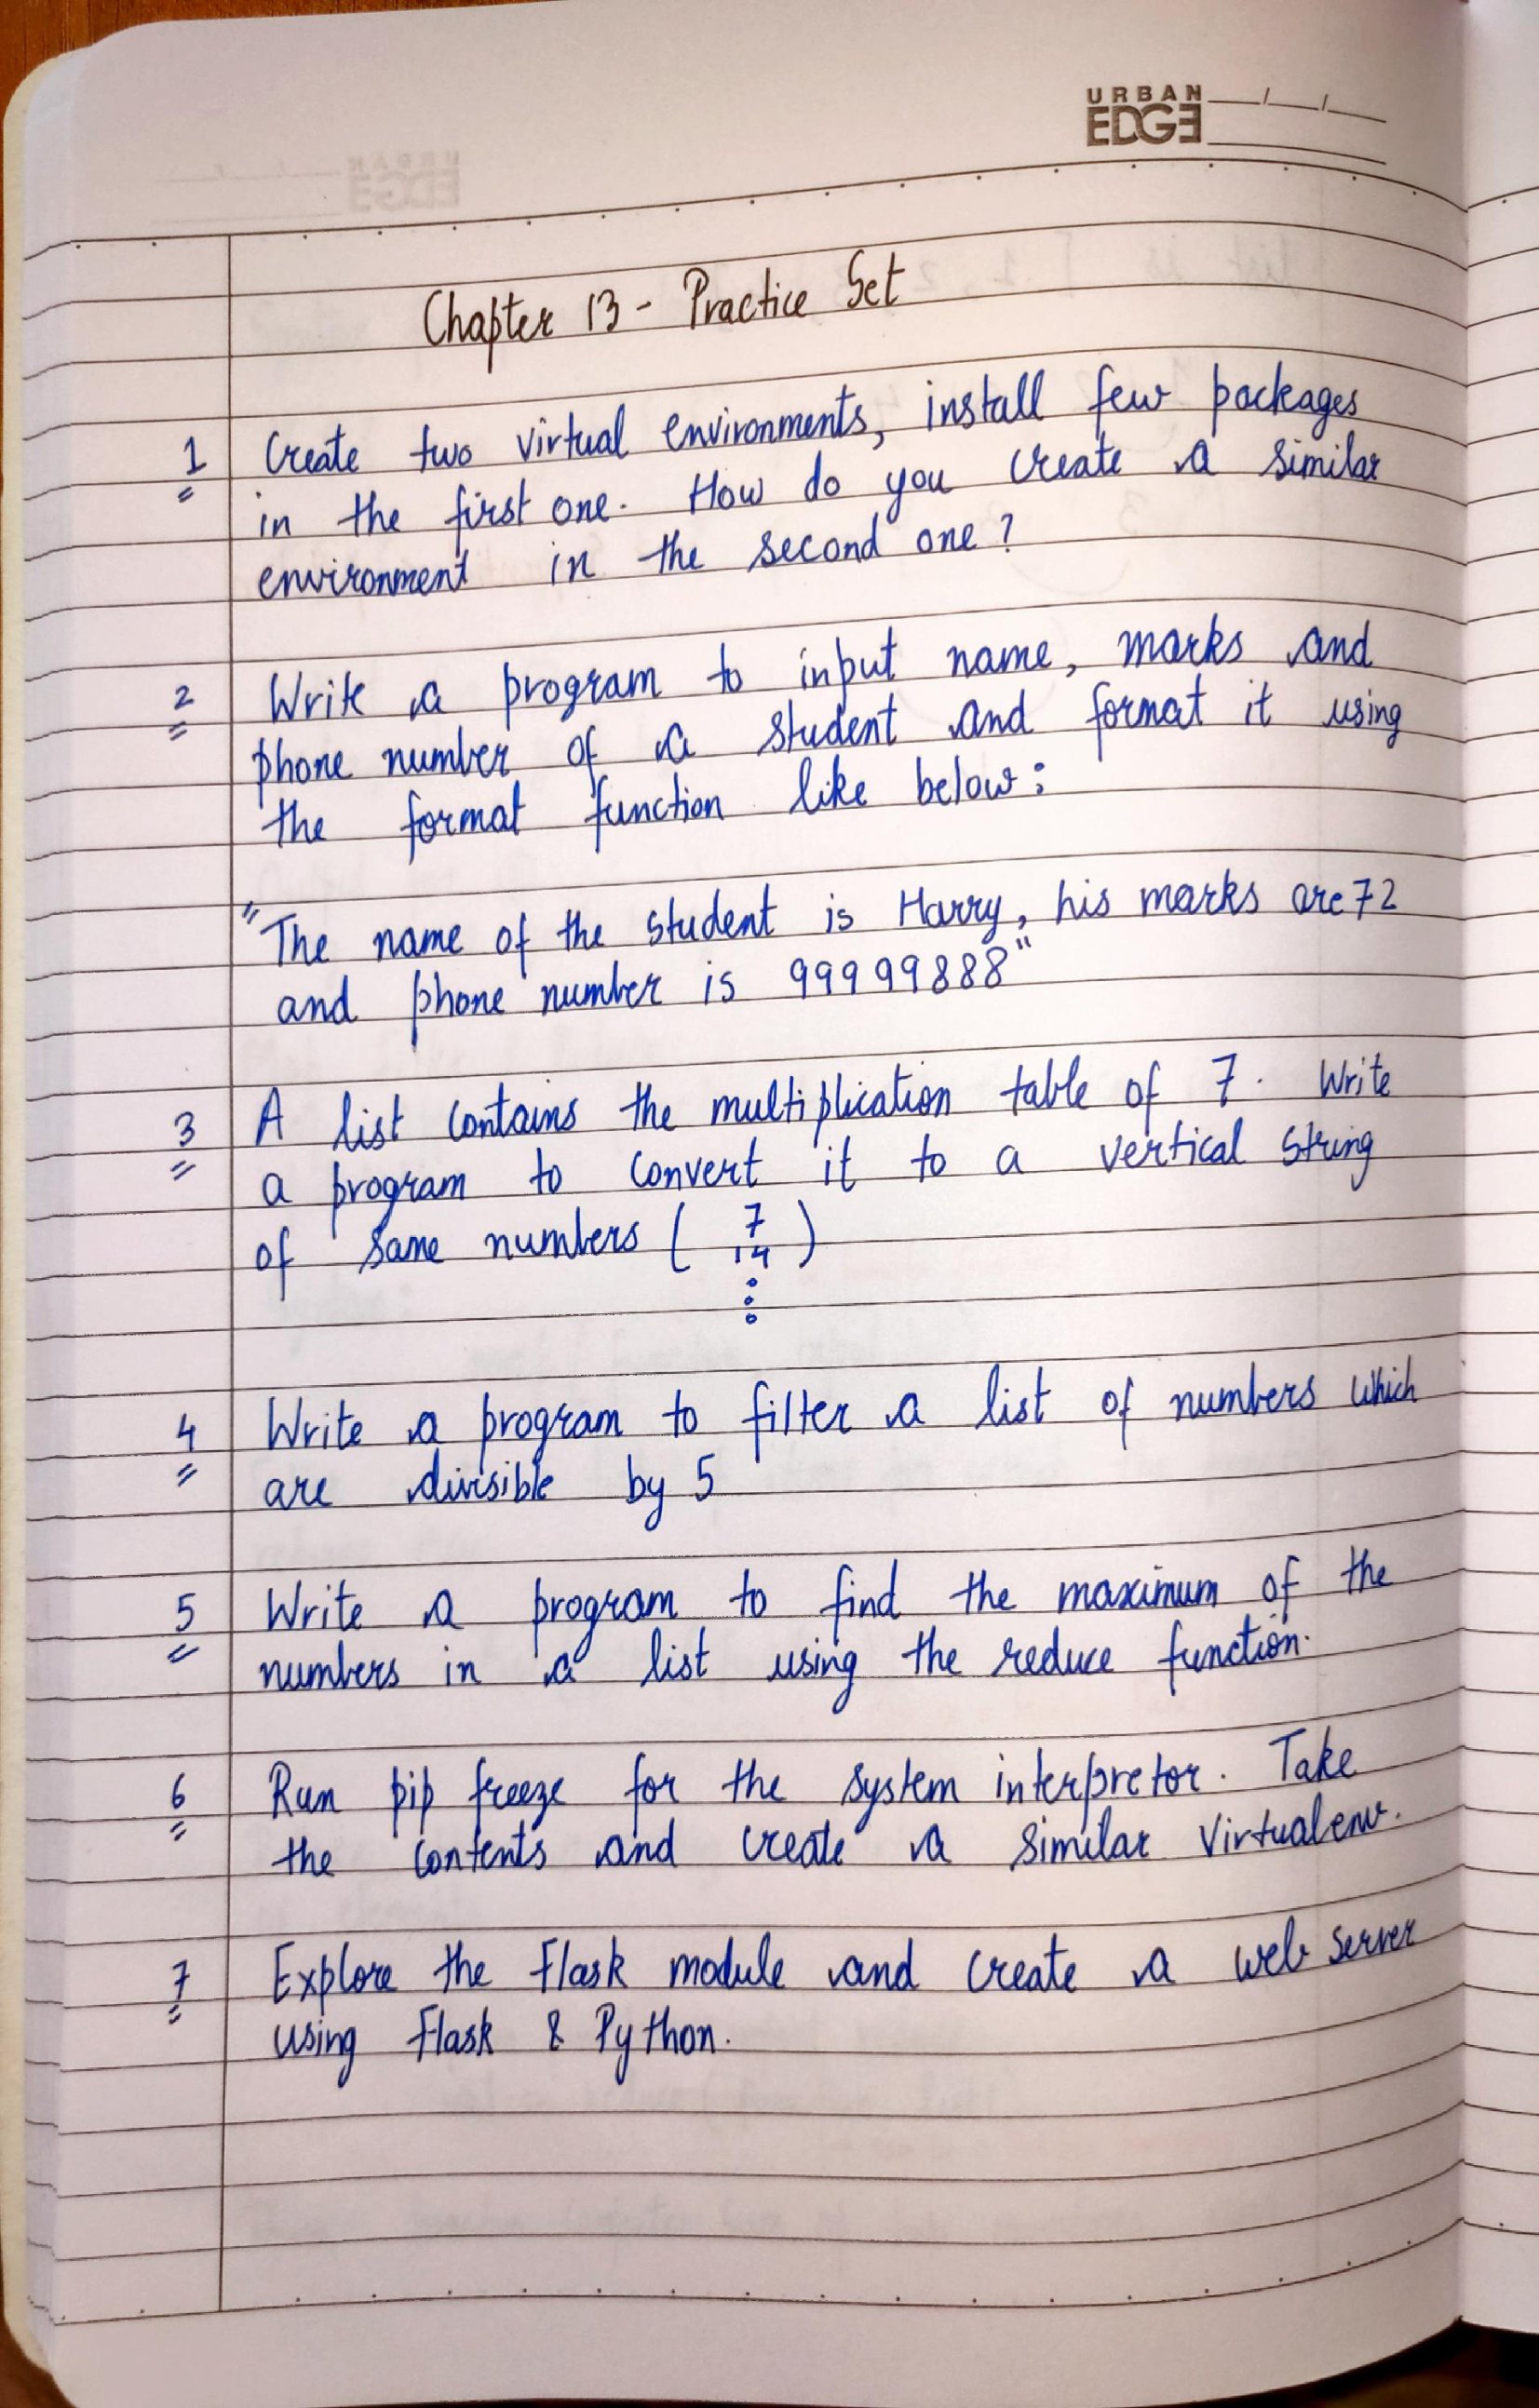 URBAN
EDGE
Chapter 13 - Practice Set
1 Create two virtual environments, install few packages
in the first one. How do you create a similar
environment in the second one?
2 Write a program to input name, marks and
phone number of a student and format it using
the format function like below:
"The name of the student is Harry, his marks are 72
and phone number is 99999888"
3 A list contains the multiplication table of 7. Write
a program to convert it to a vertical string
of same numbers ( 7
14 )
⋮
4 Write a program to filter a list of numbers which
are divisible by 5
5 Write a program to find the maximum of the
numbers in a list using the reduce function.
6 Run pip freeze for the system interpretor. Take
the contents and create a similar Virtualenv.
7 Explore the Flask module and create a web server
using Flask & Python.